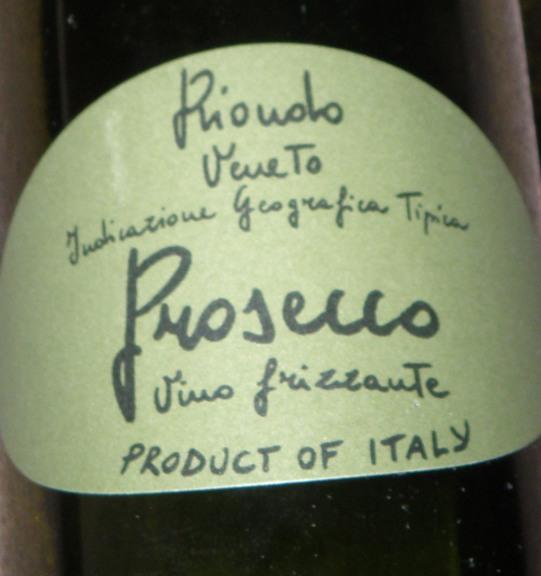 Riondo
Veneto
Indicazione Geografica Tipica
Prosecco
Vino frizzante
PRODUCT OF ITALY